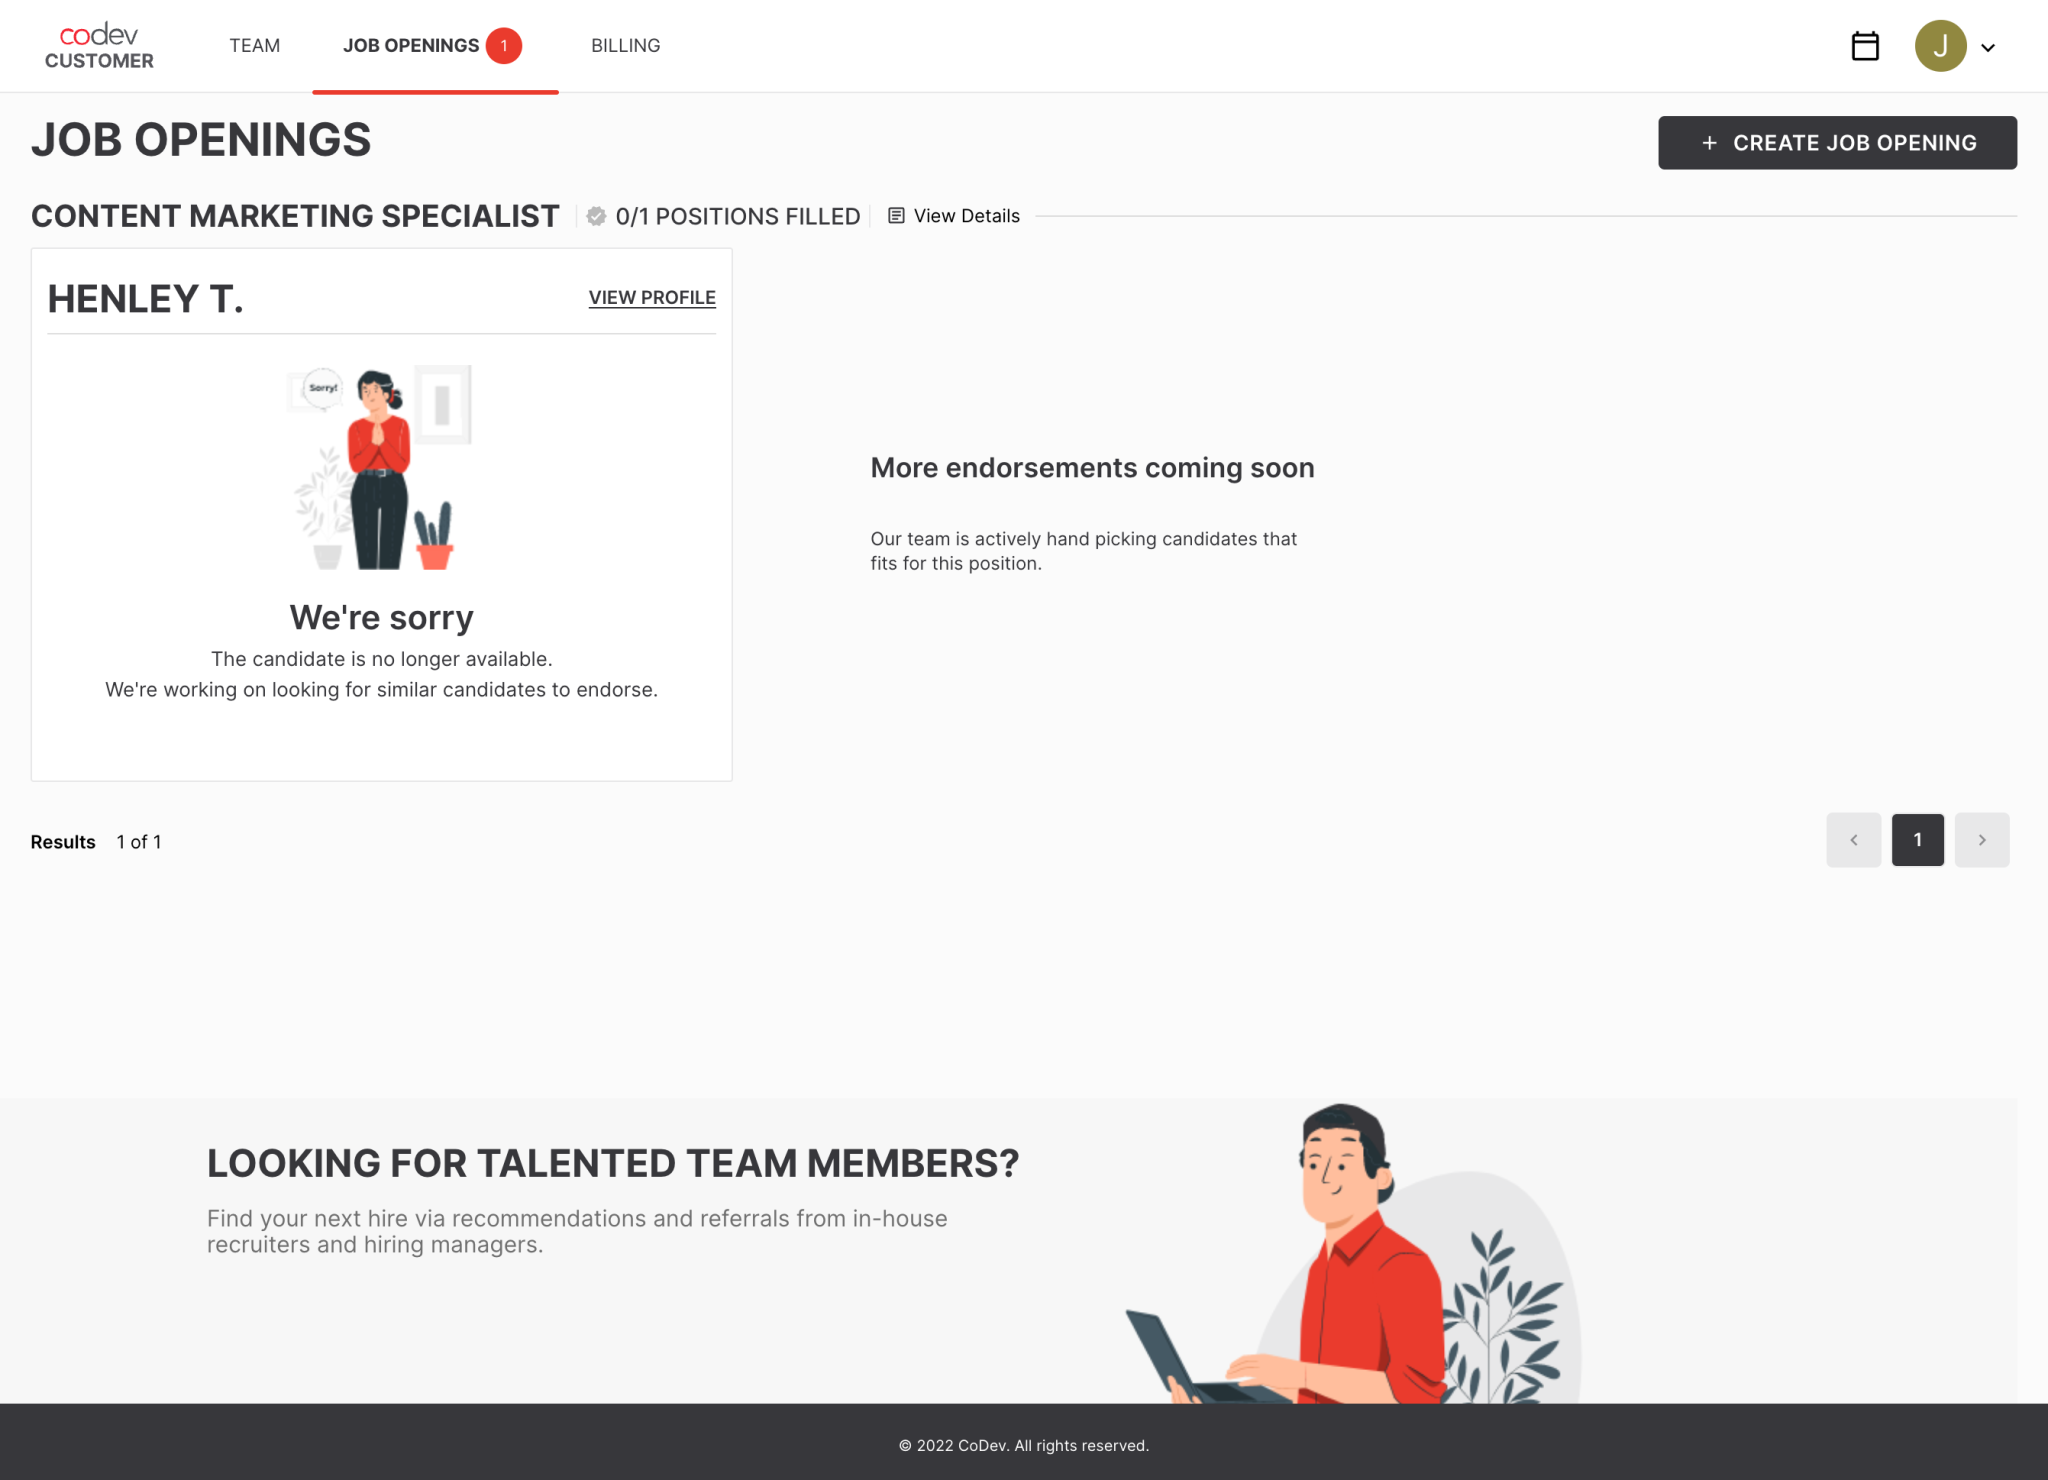 codev
CUSTOMER
TEAM
JOB OPENINGS 1
BILLING
J
JOB OPENINGS
+ CREATE JOB OPENING
CONTENT MARKETING SPECIALIST
0/1 POSITIONS FILLED
View Details
HENLEY T.
VIEW PROFILE
Sorry!
We're sorry
The candidate is no longer available.
We're working on looking for similar candidates to endorse.
More endorsements coming soon
Our team is actively hand picking candidates that
fits for this position.
Results 1 of 1
1
LOOKING FOR TALENTED TEAM MEMBERS?
Find your next hire via recommendations and referrals from in-house
recruiters and hiring managers.
© 2022 CoDev. All rights reserved.